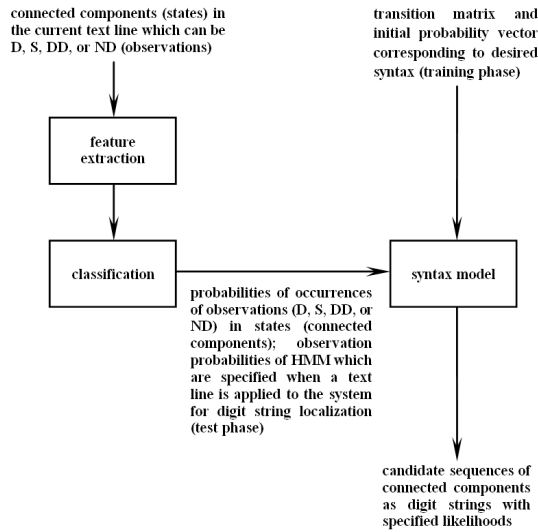 connected components (states) in
the current text line which can be
D, S, DD, or ND (observations)
transition matrix and
initial probability vector
corresponding to desired
syntax (training phase)
feature
extraction
classification
syntax model
probabilities of occurrences
of observations (D, S, DD, or
ND) in states (connected
components); observation
probabilities of HMM which
are specified when a text
line is applied to the system
for digit string localization
(test phase)
candidate sequences of
connected components
as digit strings with
specified likelihoods